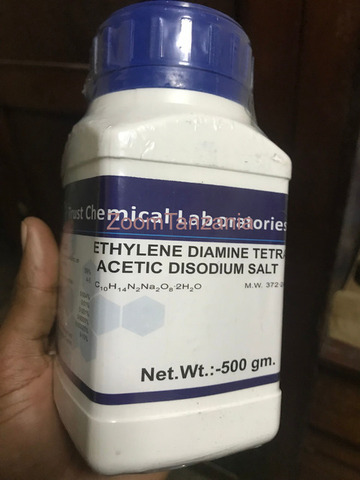 Trust Chemical Laboratories
ZoomTanzania
ETHYLENE DIAMINE TETRA
ACETIC DISODIUM SALT
C₁₀H₁₄N₂Na₂O₈·2H₂O M.W. 372·2
Net.Wt.:-500 gm.